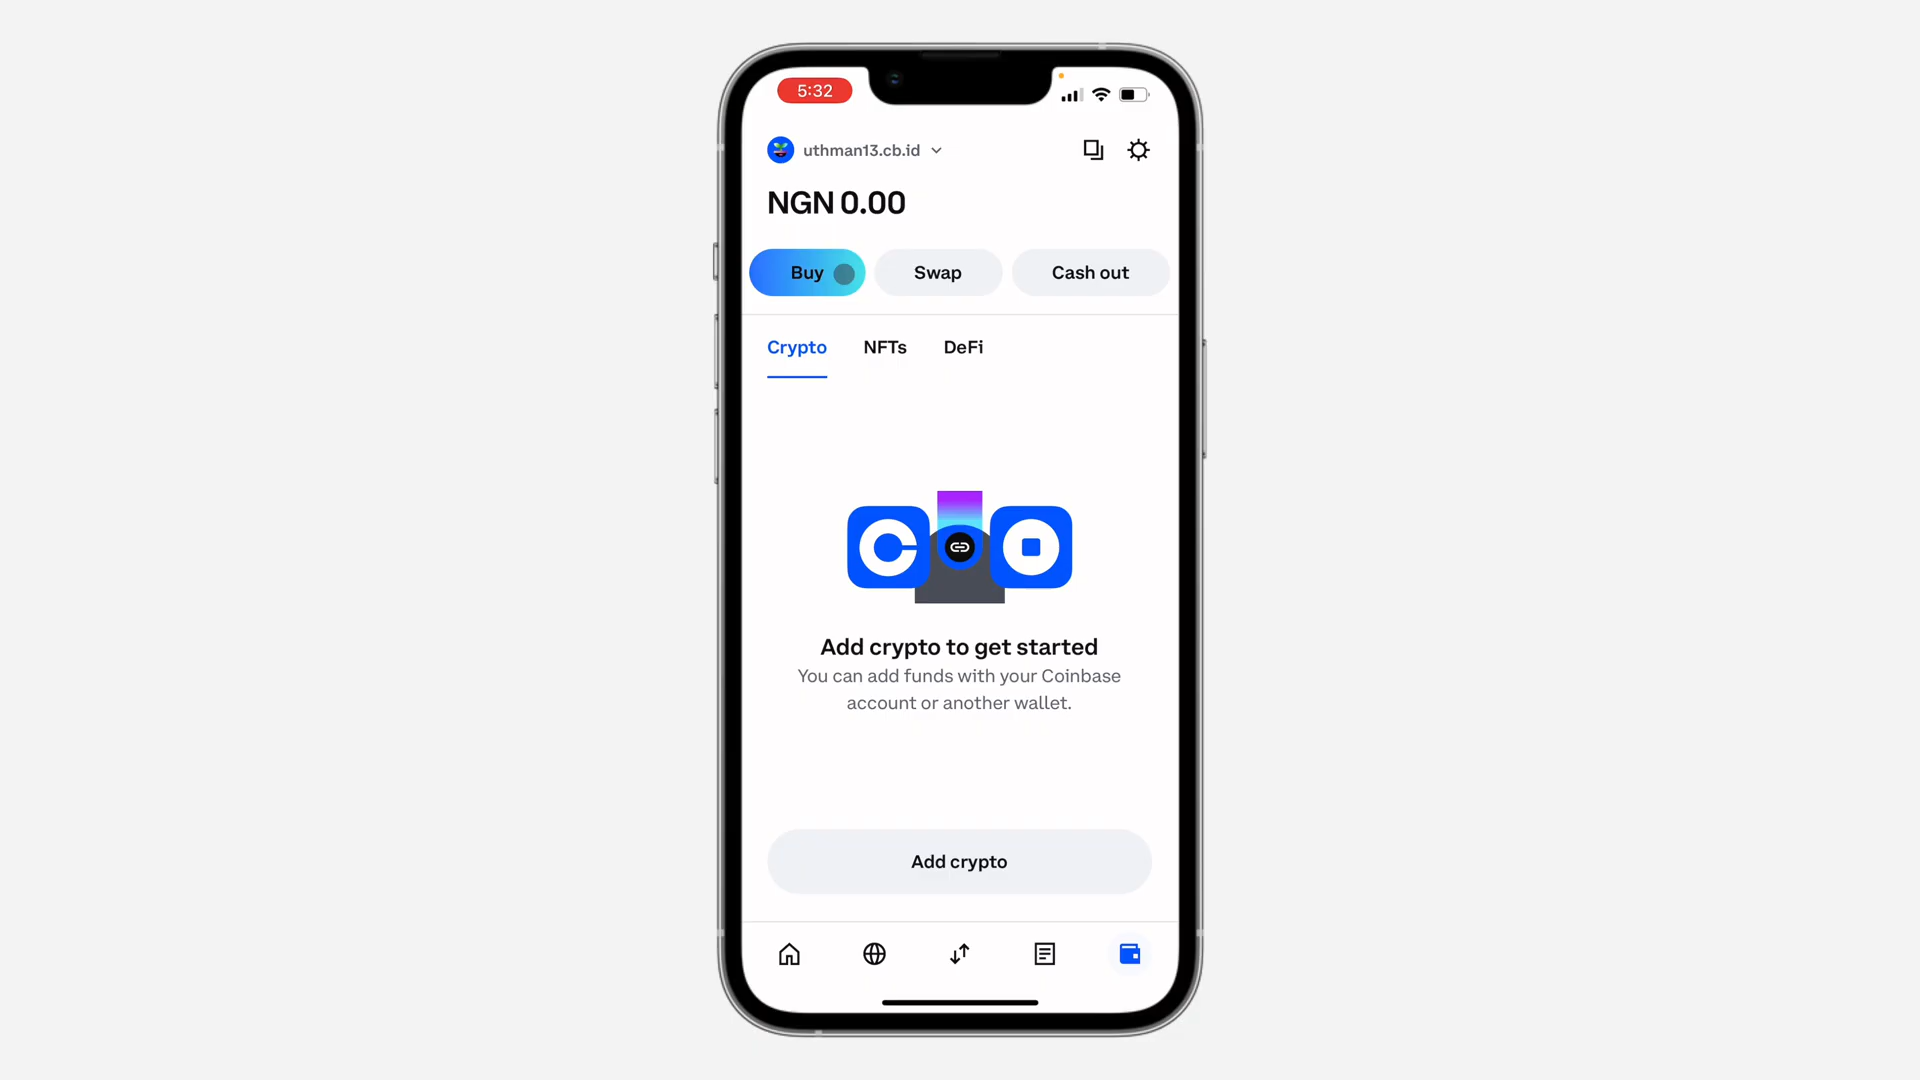 5:32
uthman13.cb.id
NGN 0.00
Buy
Swap
Cash out
Crypto
NFTs
DeFi
Add crypto to get started
You can add funds with your Coinbase
account or another wallet.
Add crypto